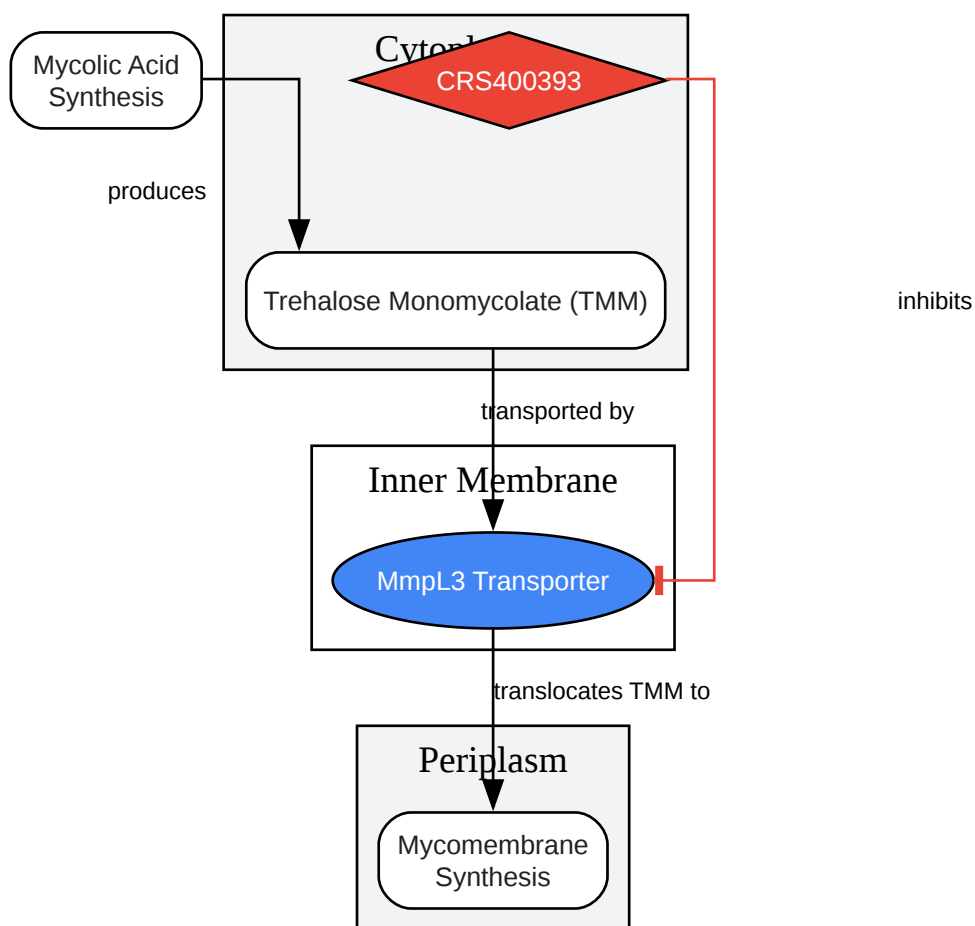 Mycolic Acid
Synthesis
CRS400393
produces
Trehalose Monomycolate (TMM)
inhibits
transported by
Inner Membrane
MmpL3 Transporter
translocates TMM to
Periplasm
Mycomembrane
Synthesis